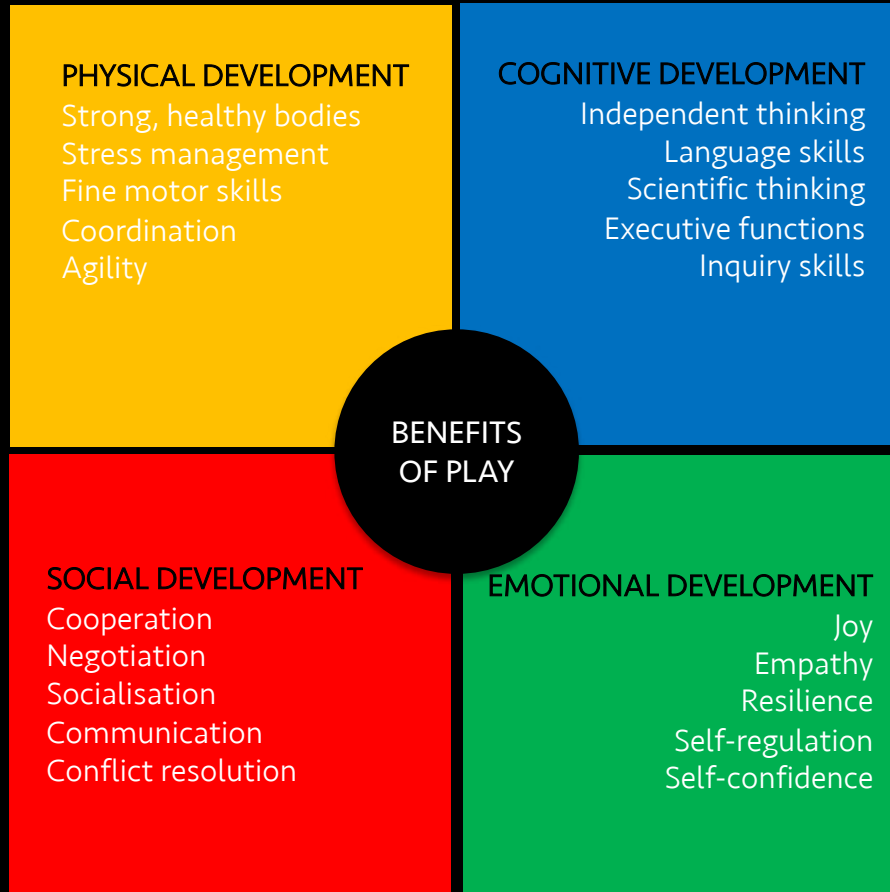 PHYSICAL DEVELOPMENT
Strong, healthy bodies
Stress management
Fine motor skills
Coordination
Agility
COGNITIVE DEVELOPMENT
Independent thinking
Language skills
Scientific thinking
Executive functions
Inquiry skills
BENEFITS
OF PLAY
SOCIAL DEVELOPMENT
Cooperation
Negotiation
Socialisation
Communication
Conflict resolution
EMOTIONAL DEVELOPMENT
Joy
Empathy
Resilience
Self-regulation
Self-confidence